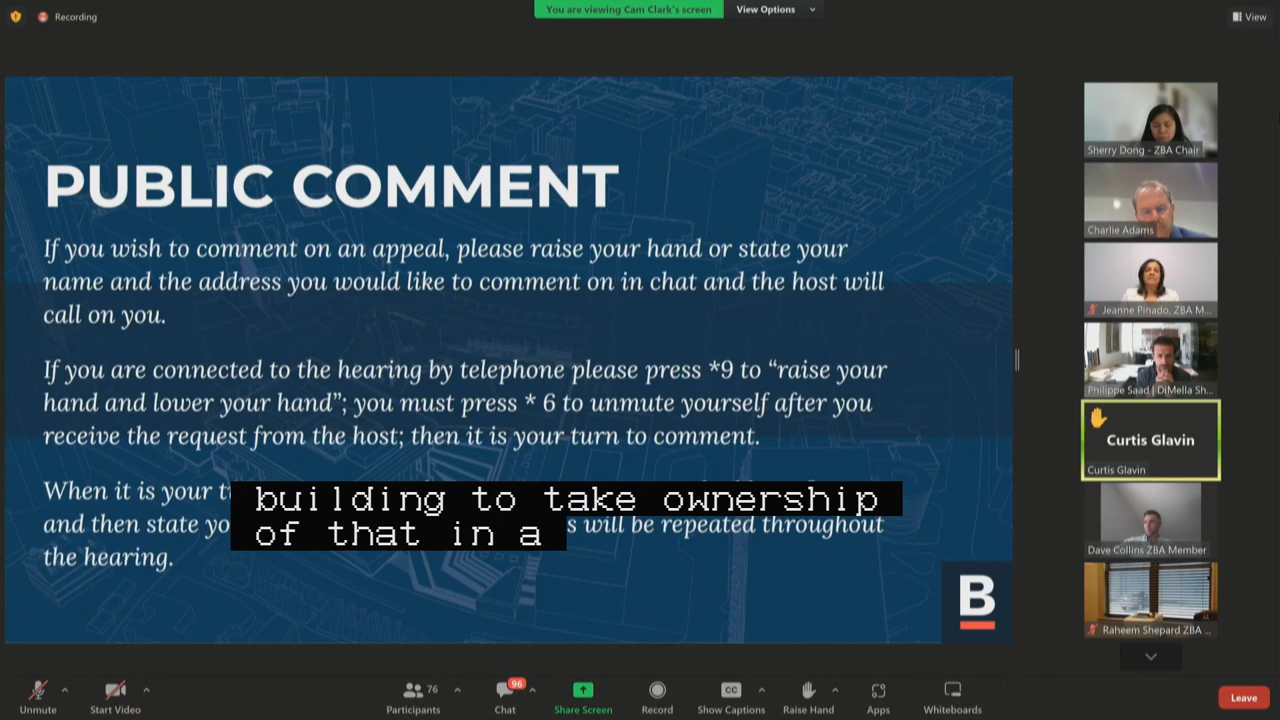 Recording
You are viewing Cam Clark's screen
View Options
View
PUBLIC COMMENT
If you wish to comment on an appeal, please raise your hand or state your
name and the address you would like to comment on in chat and the host will
call on you.
If you are connected to the hearing by telephone please press *9 to “raise your
hand and lower your hand”; you must press * 6 to unmute yourself after you
receive the request from the host; then it is your turn to comment.
When it is your
and then state
s will be repeated throughout
the hearing.
building to take ownership
of that in a
B
Sherry Dong - ZBA Chair
Charlie Adams
Jeanne Pinado, ZBA M...
Philippe Saad | DiMella Sh...
Curtis Glavin
Curtis Glavin
Dave Collins ZBA Member
Raheem Shepard ZBA ...
Unmute
Start Video
Participants
76
Chat
96
Share Screen
Record
CC
Show Captions
Raise Hand
Apps
Whiteboards
Leave